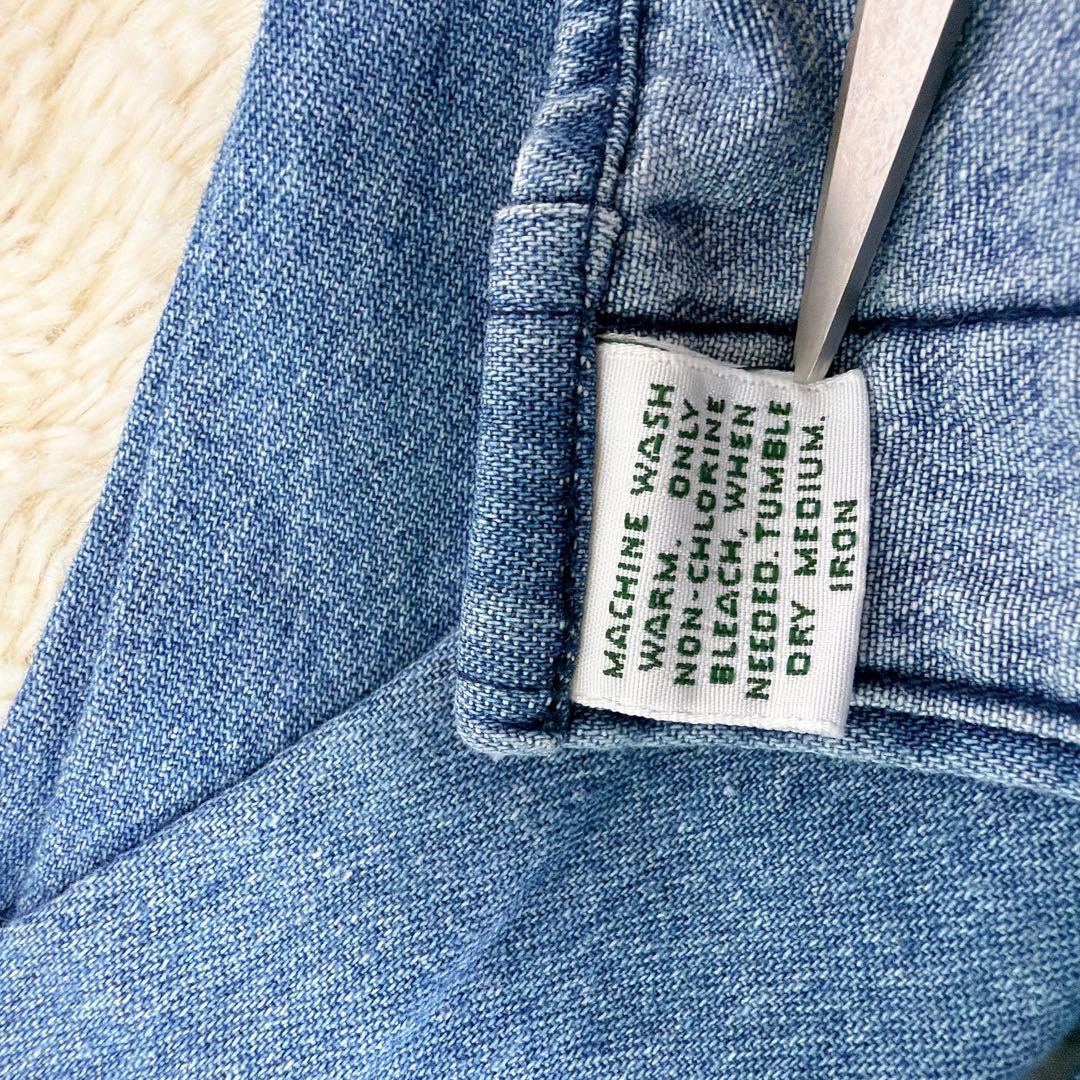 MACHINE WASH
WARM. ONLY
NON-CHLORINE
BLEACH, WHEN
NEEDED.TUMBLE
DRY MEDIUM.
IRON